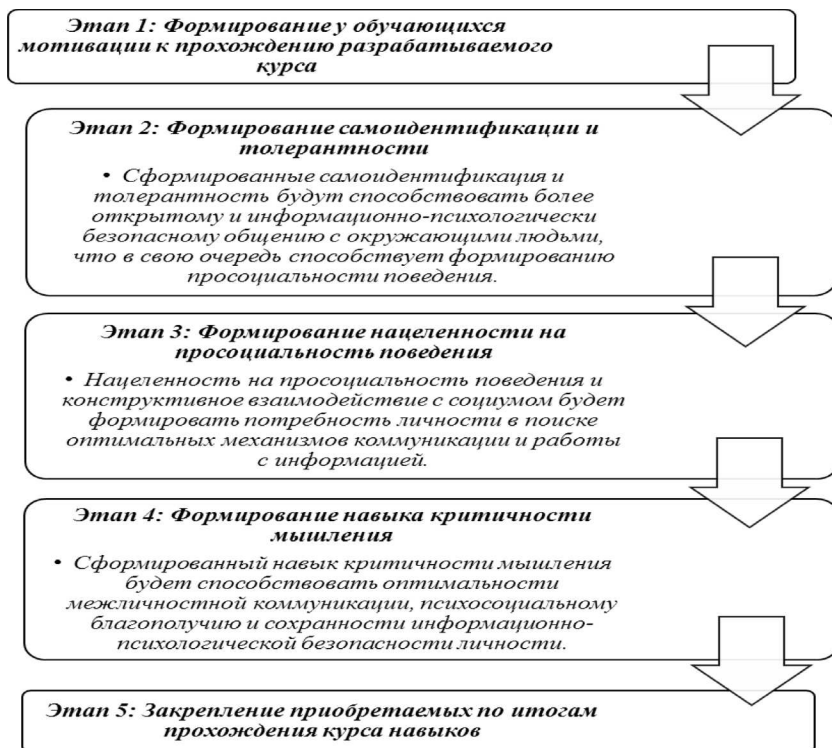 Этап 1: Формирование у обучающихся
мотивации к прохождению разрабатываемого
курса
Этап 2: Формирование самоидентификации и
толерантности
• Сформированные самоидентификация и
толерантность будут способствовать более
открытому и информационно-психологически
безопасному общению с окружающими людьми,
что в свою очередь способствует формированию
просоциальности поведения.
Этап 3: Формирование нацеленности на
просоциальность поведения
• Нацеленность на просоциальность поведения и
конструктивное взаимодействие с социумом будет
формировать потребность личности в поиске
оптимальных механизмов коммуникации и работы
с информацией.
Этап 4: Формирование навыка критичности
мышления
• Сформированный навык критичности мышления
будет способствовать оптимальности
межличностной коммуникации, психосоциальному
благополучию и сохранности информационно-
психологической безопасности личности.
Этап 5: Закрепление приобретаемых по итогам
прохождения курса навыков